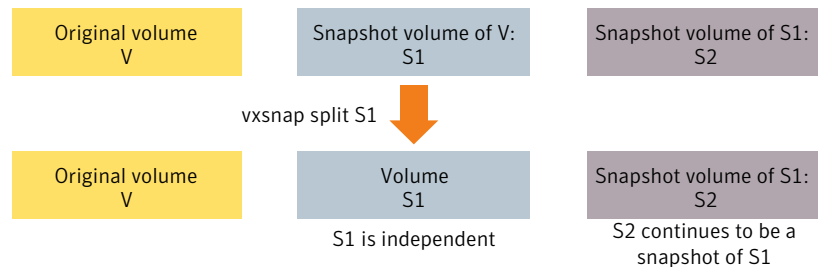 Original volume
V
Snapshot volume of V:
S1
Snapshot volume of S1:
S2
vxsnap split S1
Original volume
V
Volume
S1
Snapshot volume of S1:
S2
S1 is independent
S2 continues to be a
snapshot of S1